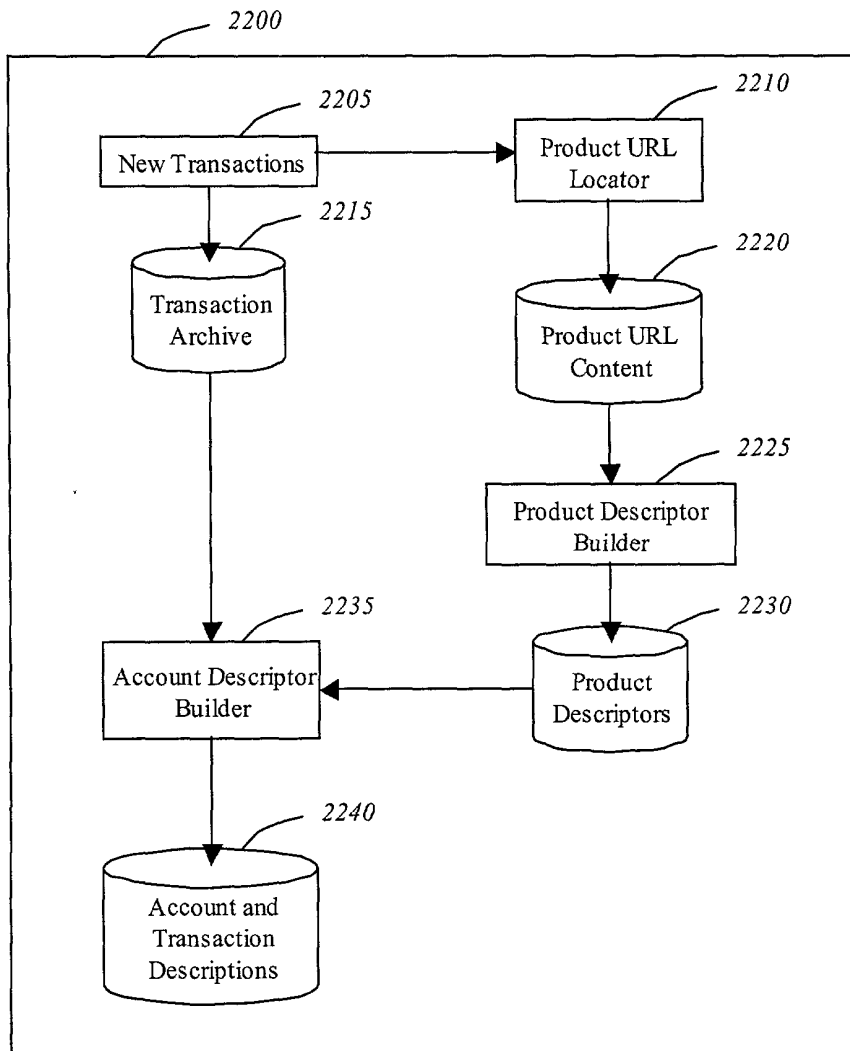 2200
2205
2210
New Transactions
Product URL
Locator
2215
2220
Transaction
Archive
Product URL
Content
2225
Product Descriptor
Builder
2235
2230
Account Descriptor
Builder
Product
Descriptors
2240
Account and
Transaction
Descriptions